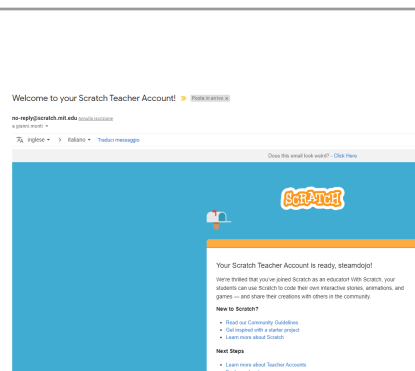 Welcome to your Scratch Teacher Account!
Posta in arrivo x
no-reply@scratch.mit.edu annulla iscrizione
a gianni.monti
inglese > italiano Traduci messaggio
Does this email look weird? - Click Here
SCRATCH
Your Scratch Teacher Account is ready, steamdojo!
We're thrilled that you've joined Scratch as an educator! With Scratch, your
students can use Scratch to code their own interactive stories, animations, and
games — and share their creations with others in the community.
New to Scratch?
• Read our Community Guidelines
• Get inspired with a starter project
• Learn more about Scratch
Next Steps
• Learn more about Teacher Accounts